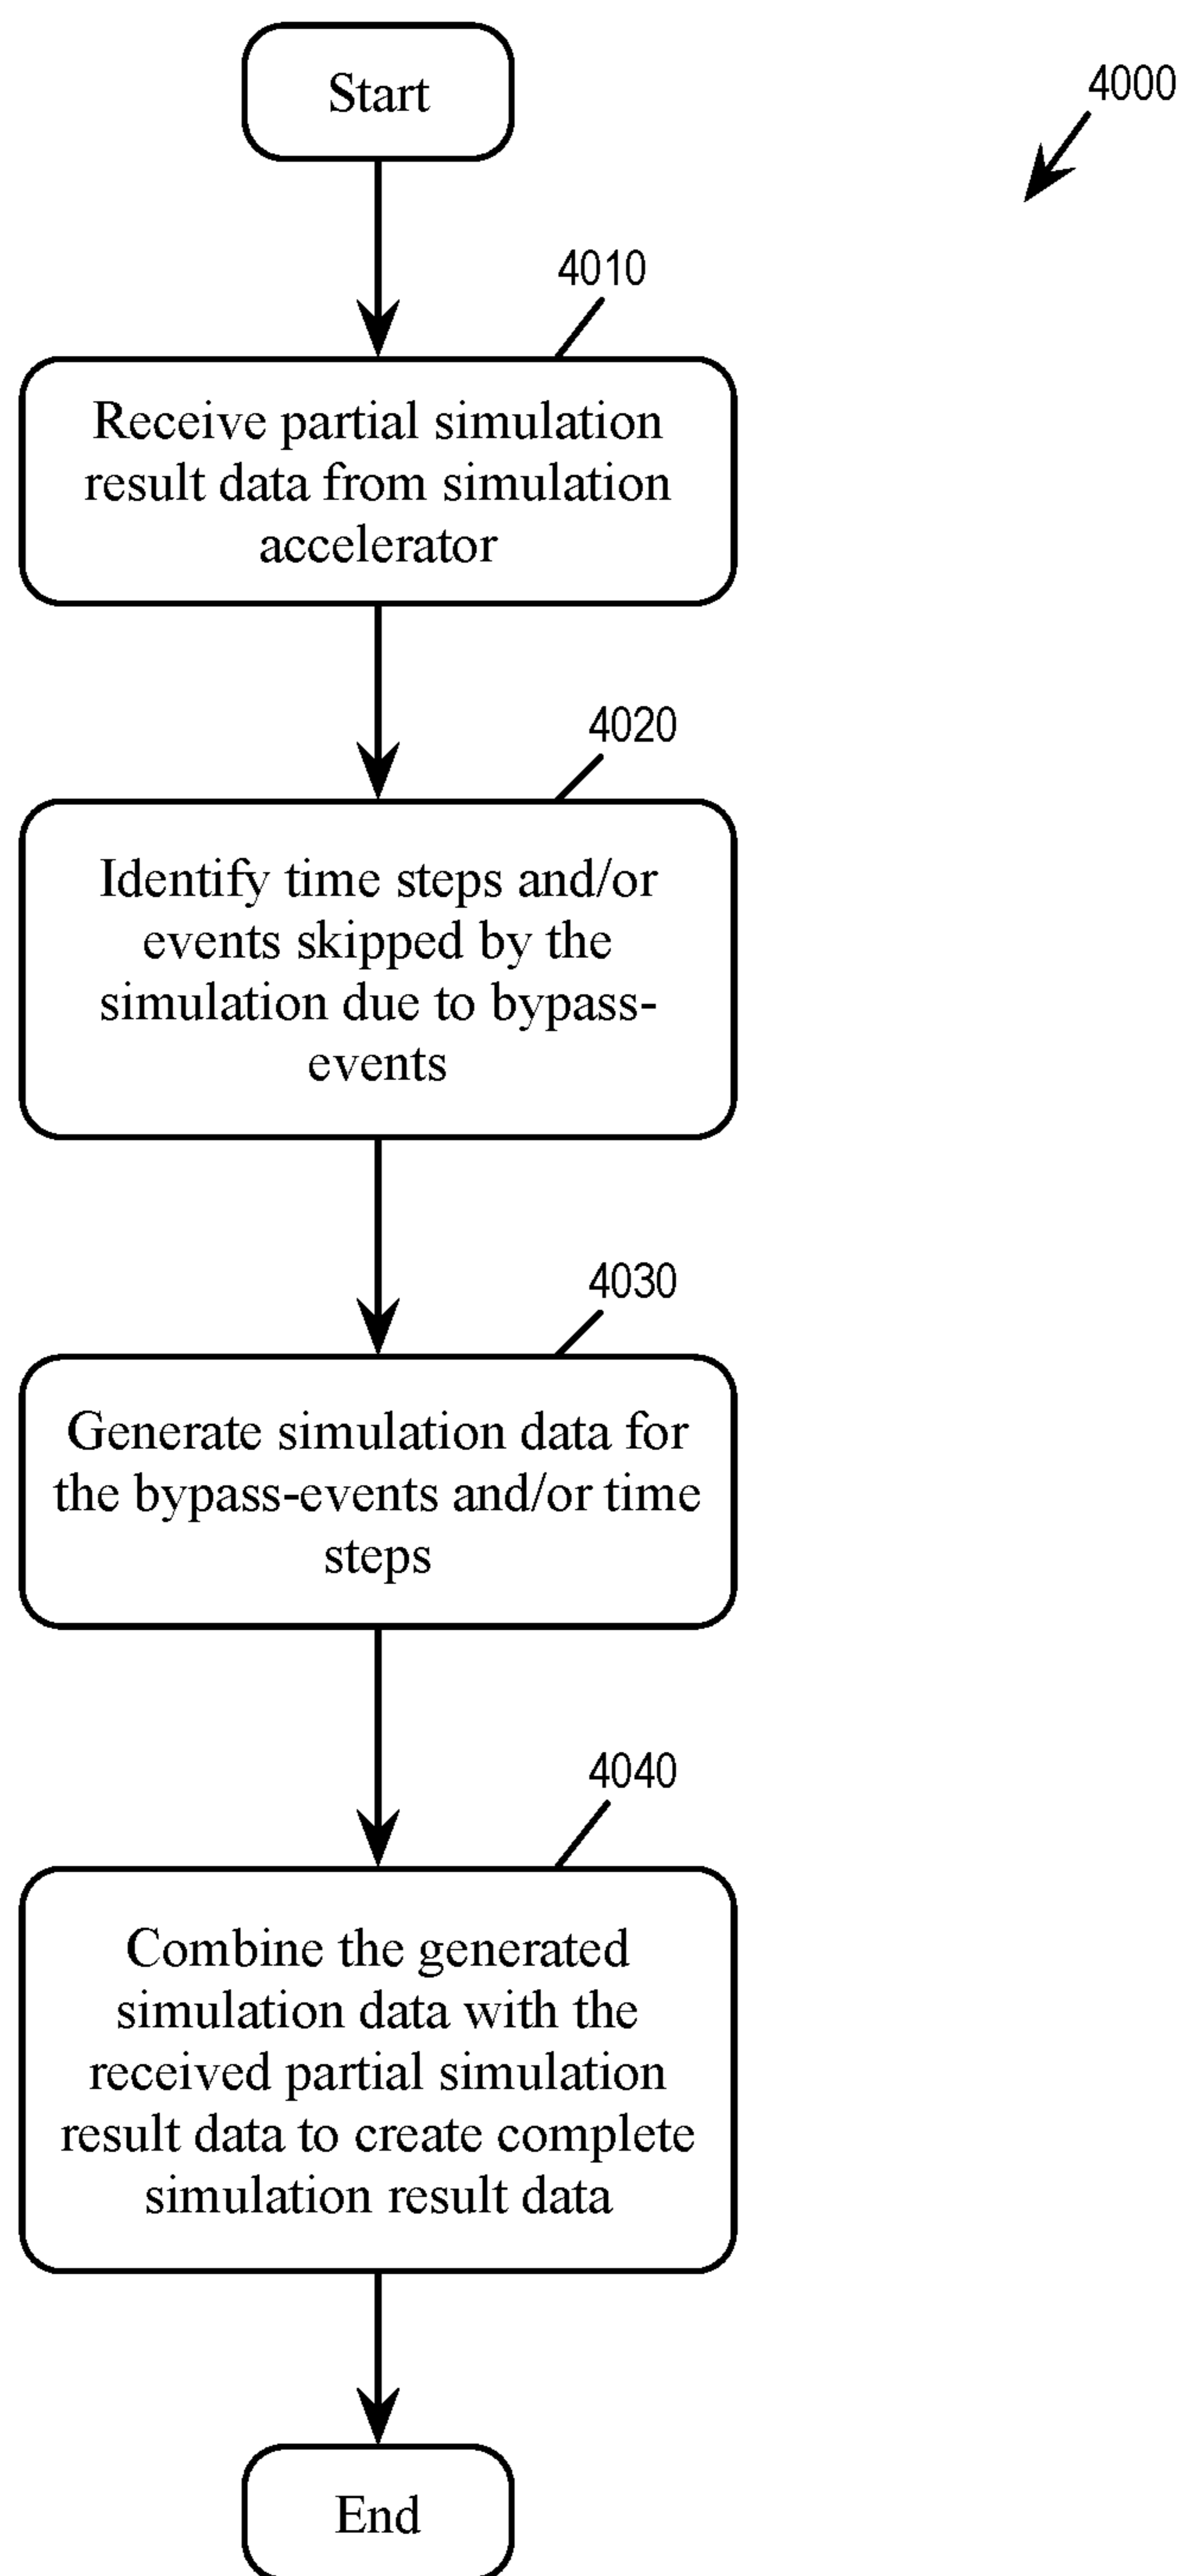 Start
4000
4010
Receive partial simulation
result data from simulation
accelerator
4020
Identify time steps and/or
events skipped by the
simulation due to bypass-
events
4030
Generate simulation data for
the bypass-events and/or time
steps
4040
Combine the generated
simulation data with the
received partial simulation
result data to create complete
simulation result data
End